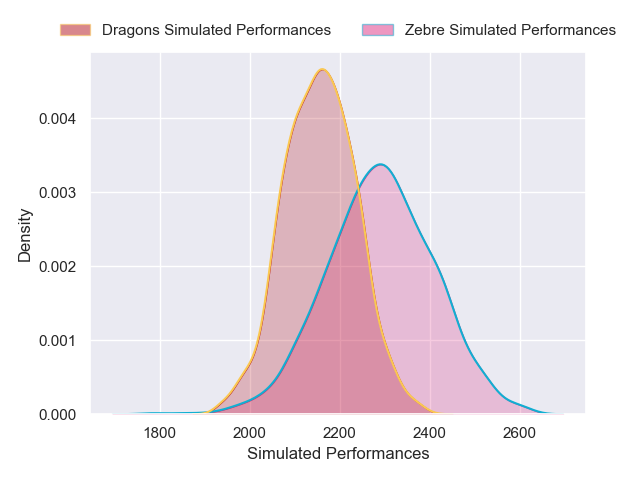 Dragons Simulated Performances Zebre Simulated Performances
0.004
0.003
0.002
0.001
0.000
Density
1800 2000 2200 2400 2600
Simulated Performances